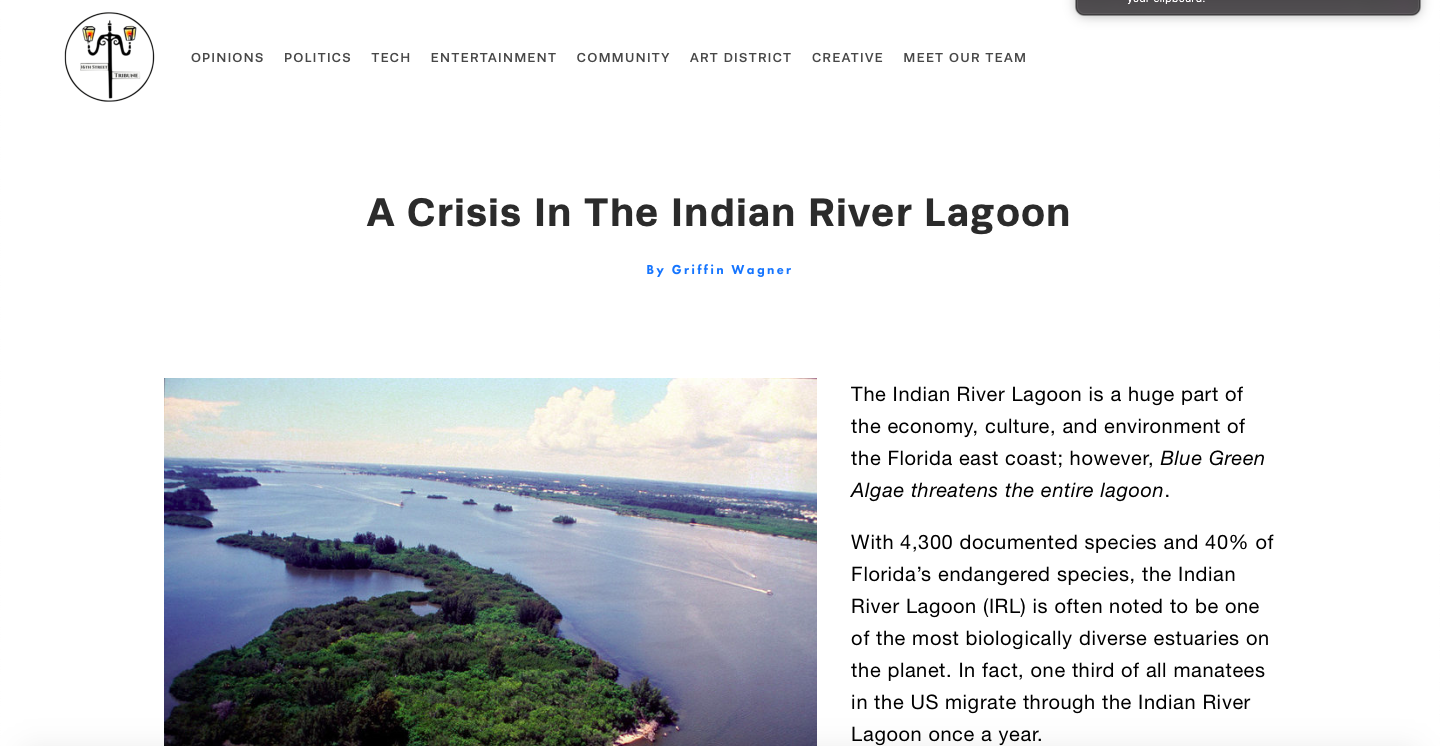 your clipboard.
OPINIONS POLITICS TECH ENTERTAINMENT COMMUNITY ART DISTRICT CREATIVE MEET OUR TEAM
TRIBUNE
A Crisis In The Indian River Lagoon
By Griffin Wagner
The Indian River Lagoon is a huge part of
the economy, culture, and environment of
the Florida east coast; however, Blue Green
Algae threatens the entire lagoon.
With 4,300 documented species and 40% of
Florida’s endangered species, the Indian
River Lagoon (IRL) is often noted to be one
of the most biologically diverse estuaries on
the planet. In fact, one third of all manatees
in the US migrate through the Indian River
Lagoon once a year.